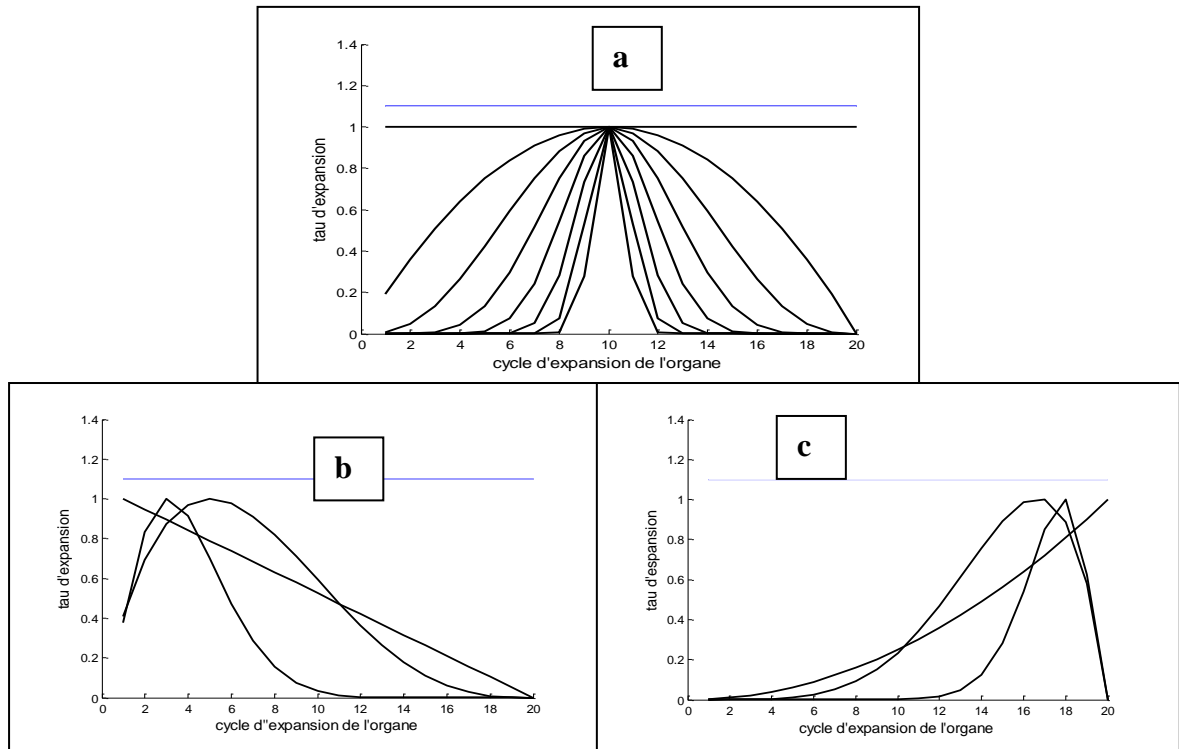 a
1.4
1.2
1
0.8
0.6
0.4
0.2
0
tau d'expansion
0 2 4 6 8 10 12 14 16 18 20
cycle d'expansion de l'organe
b
1.4
1.2
1
0.8
0.6
0.4
0.2
0
tau d'expansion
0 2 4 6 8 10 12 14 16 18 20
cycle d''expansion de l'organe
c
1.4
1.2
1
0.8
0.6
0.4
0.2
0
tau d'espansion
0 2 4 6 8 10 12 14 16 18 20
cycle d'expansion de l'organe